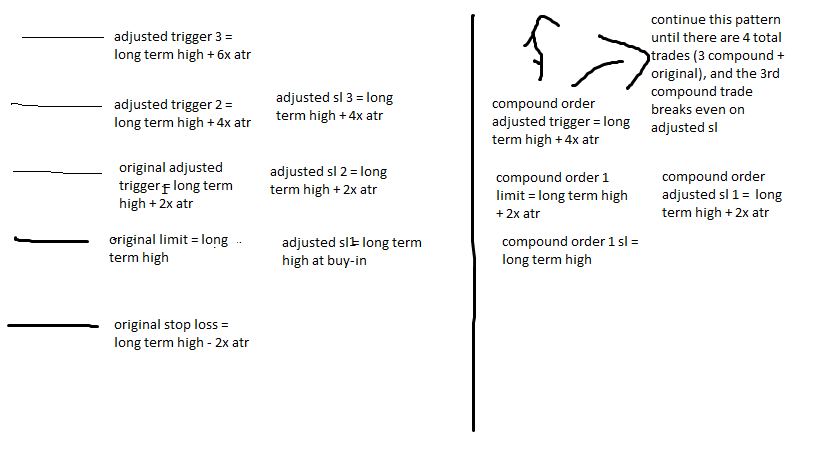 adjusted trigger 3 =
long term high + 6x atr
adjusted trigger 2 =
long term high + 4x atr
adjusted sl 3 = long
term high + 4x atr
original adjusted
trigger = long term
high + 2x atr
adjusted sl 2 = long
term high + 2x atr
original limit = long
term high
adjusted sl1= long term
high at buy-in
original stop loss =
long term high - 2x atr
continue this pattern
until there are 4 total
trades (3 compound +
original), and the 3rd
compound trade
breaks even on
adjusted sl
compound order
adjusted trigger = long
term high + 4x atr
compound order 1
limit = long term high
+ 2x atr
compound order
adjusted sl 1 = long
term high + 2x atr
compound order 1 sl =
long term high